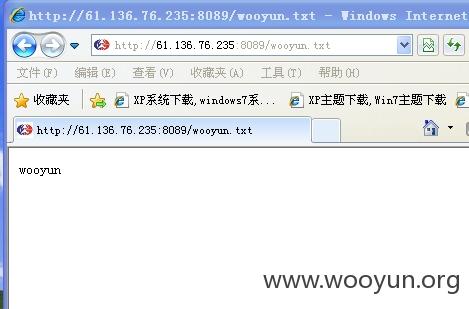 http://61.136.76.235:8089/wooyun.txt - Windows Internet
http://61.136.76.235:8089/wooyun.txt
文件(F) 编辑(E) 查看(V) 收藏夹(A) 工具(T) 帮助(H)
收藏夹 XP系统下载,windows7系... XP主题下载,Win7主题下载
http://61.136.76.235:8089/wooyun.txt
wooyun
www.wooyun.org